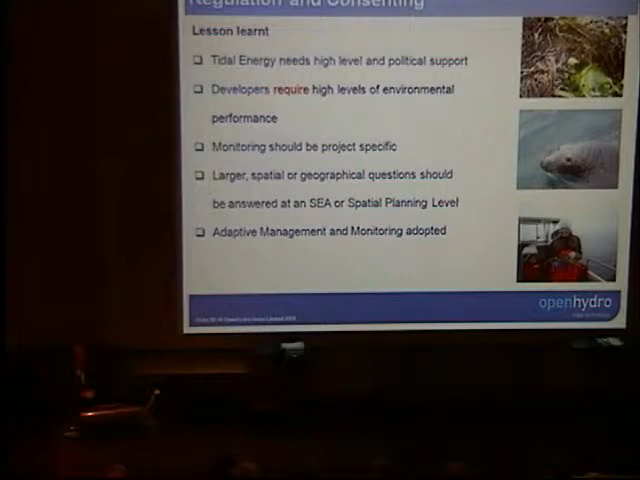 Regulation and Consenting
Lesson learnt
Tidal Energy needs high level and political support
Developers require high levels of environmental
performance
Monitoring should be project specific
Larger, spatial or geographical questions should
be answered at an SEA or Spatial Planning Level
Adaptive Management and Monitoring adopted
openhydro